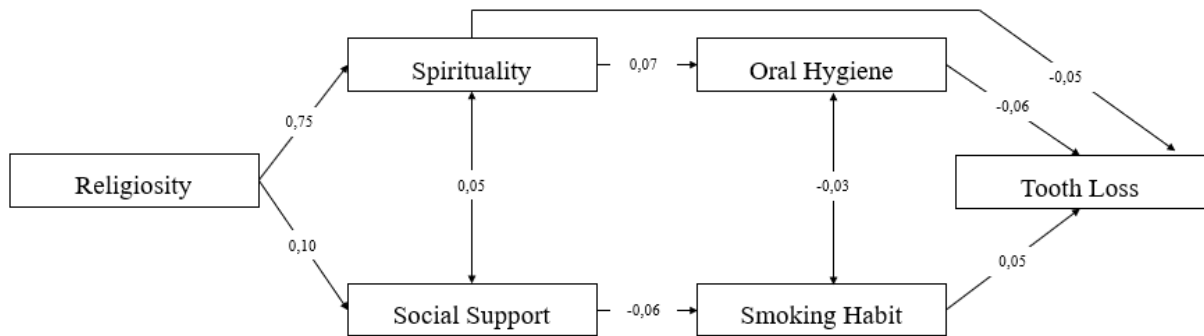 Spirituality
0,07
Oral Hygiene
-0,05
-0,06
0,75
Religiosity
0,05
-0,03
Tooth Loss
0,10
0,05
Social Support
-0,06
Smoking Habit